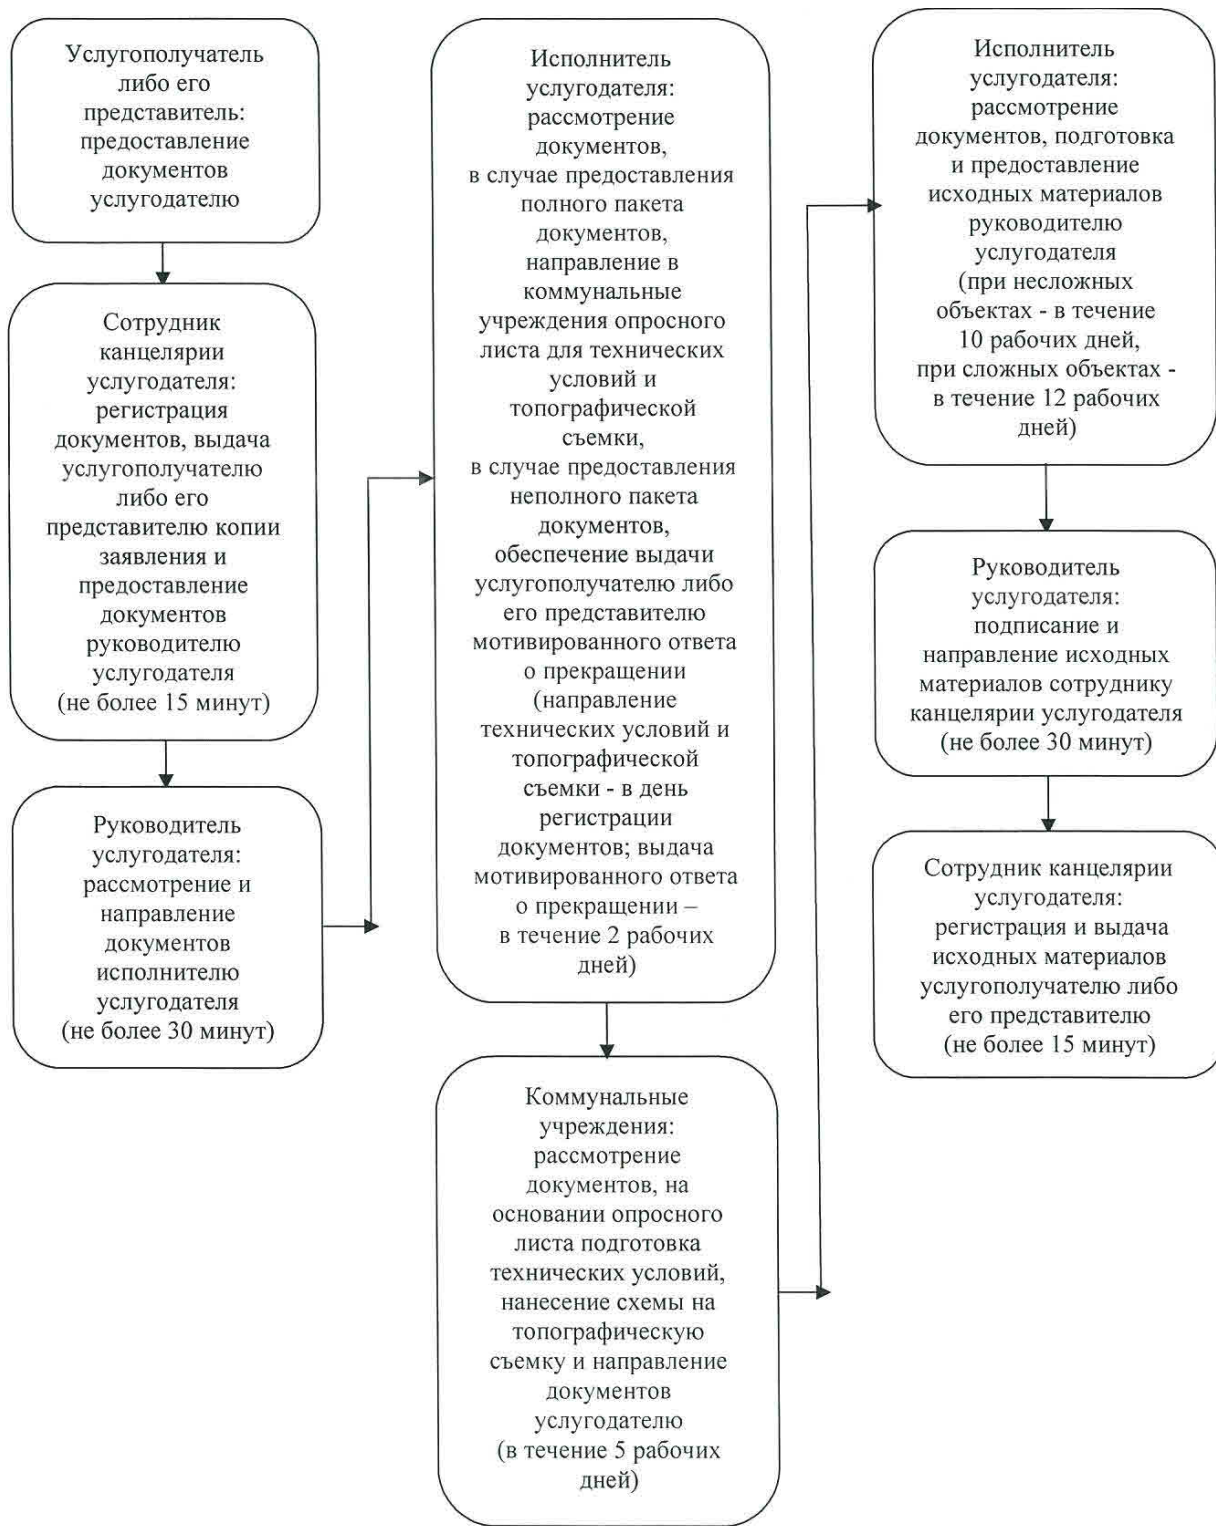 Услугополучатель
либо его
представитель:
предоставление
документов
услугодателю
Сотрудник
канцелярии
услугодателя:
регистрация
документов, выдача
услугополучателю
либо его
представителю копии
заявления и
предоставление
документов
руководителю
услугодателя
(не более 15 минут)
Руководитель
услугодателя:
рассмотрение и
направление
документов
исполнителю
услугодателя
(не более 30 минут)
Исполнитель
услугодателя:
рассмотрение
документов,
в случае предоставления
полного пакета
документов,
направление в
коммунальные
учреждения опросного
листа для технических
условий и
топографической
съемки,
в случае предоставления
неполного пакета
документов,
обеспечение выдачи
услугополучателю либо
его представителю
мотивированного ответа
о прекращении
(направление
технических условий и
топографической
съемки - в день
регистрации
документов; выдача
мотивированного ответа
о прекращении –
в течение 2 рабочих
дней)
Коммунальные
учреждения:
рассмотрение
документов, на
основании опросного
листа подготовка
технических условий,
нанесение схемы на
топографическую
съемку и направление
документов
услугодателю
(в течение 5 рабочих
дней)
Исполнитель
услугодателя:
рассмотрение
документов, подготовка
и предоставление
исходных материалов
руководителю
услугодателя
(при несложных
объектах - в течение
10 рабочих дней,
при сложных объектах -
в течение 12 рабочих
дней)
Руководитель
услугодателя:
подписание и
направление исходных
материалов сотруднику
канцелярии услугодателя
(не более 30 минут)
Сотрудник канцелярии
услугодателя:
регистрация и выдача
исходных материалов
услугополучателю либо
его представителю
(не более 15 минут)